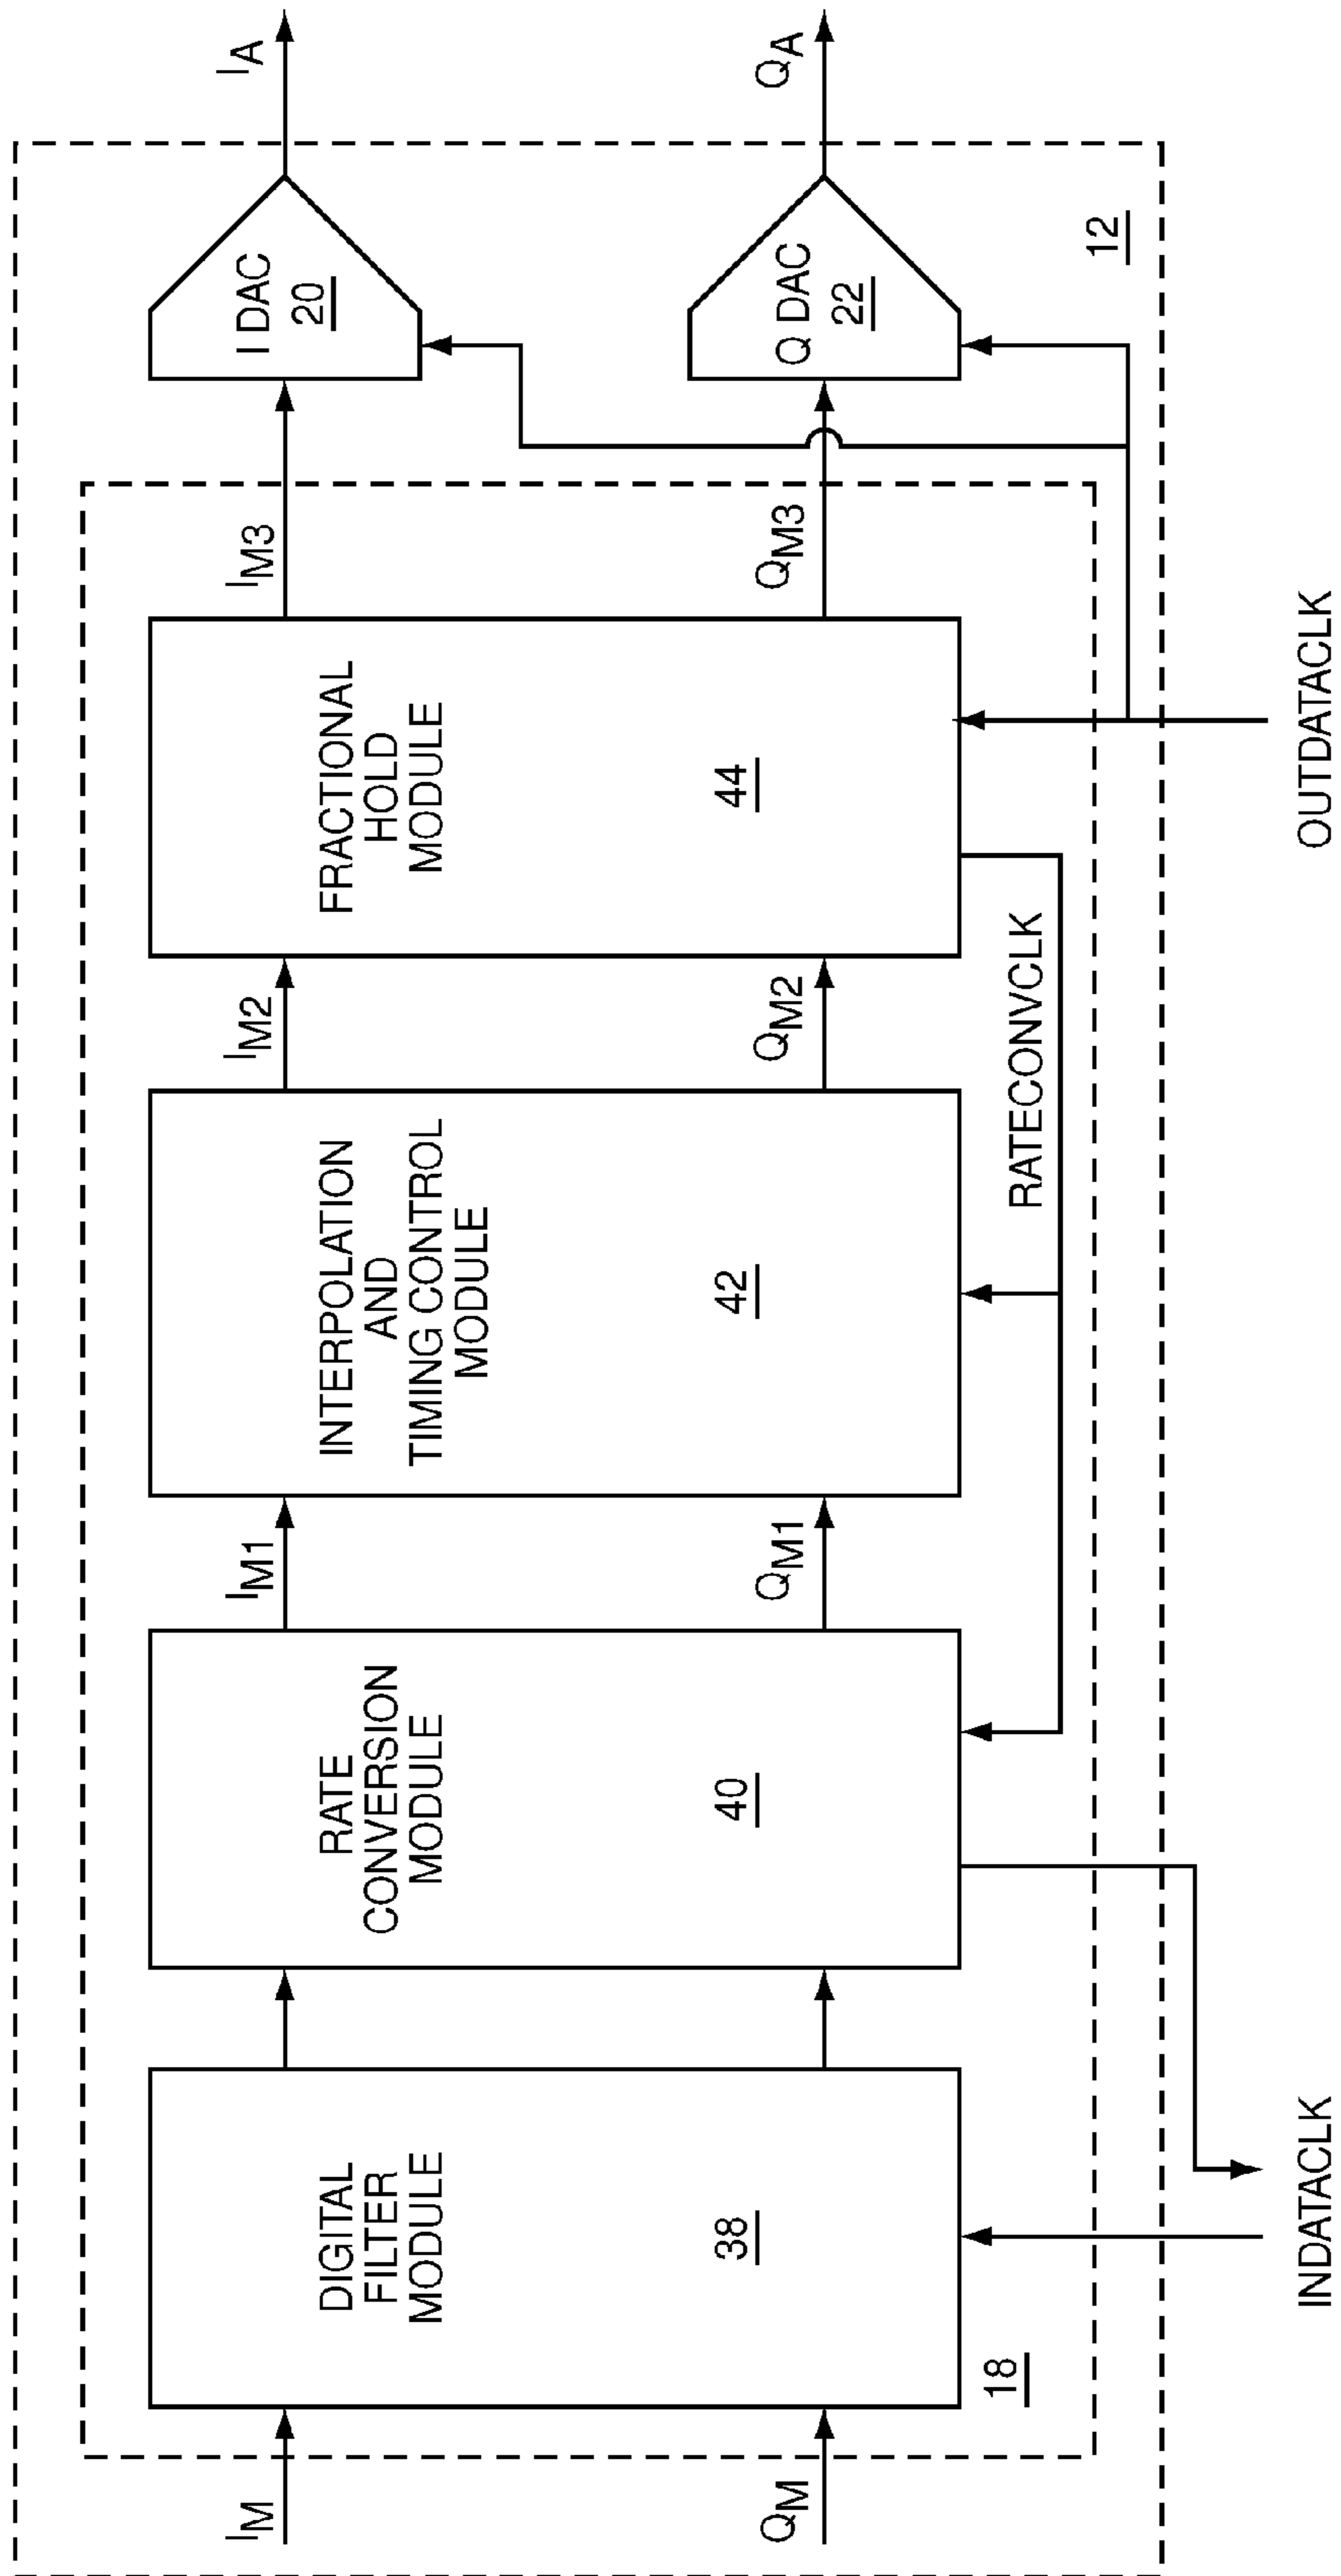 I_M
Q_M
DIGITAL
FILTER
MODULE
38
18
INDATACLK
RATE
CONVERSION
MODULE
40
I_M1
Q_M1
INTERPOLATION
AND
TIMING CONTROL
MODULE
42
RATECONVCLK
I_M2
Q_M2
FRACTIONAL
HOLD
MODULE
44
OUTDATACLK
I_M3
Q_M3
I DAC
20
Q DAC
22
12
I_A
Q_A